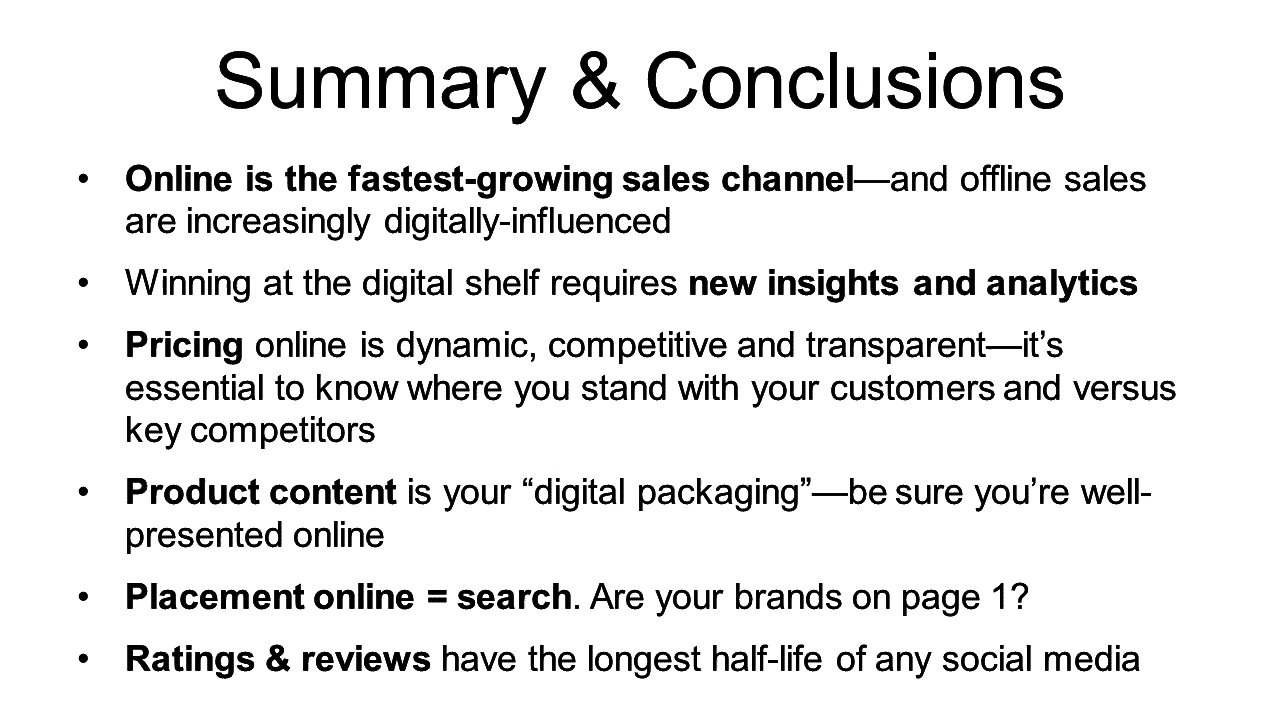 Summary & Conclusions
• Online is the fastest-growing sales channel—and offline sales
are increasingly digitally-influenced
• Winning at the digital shelf requires new insights and analytics
• Pricing online is dynamic, competitive and transparent—it’s
essential to know where you stand with your customers and versus
key competitors
• Product content is your “digital packaging”—be sure you’re well-
presented online
• Placement online = search. Are your brands on page 1?
• Ratings & reviews have the longest half-life of any social media